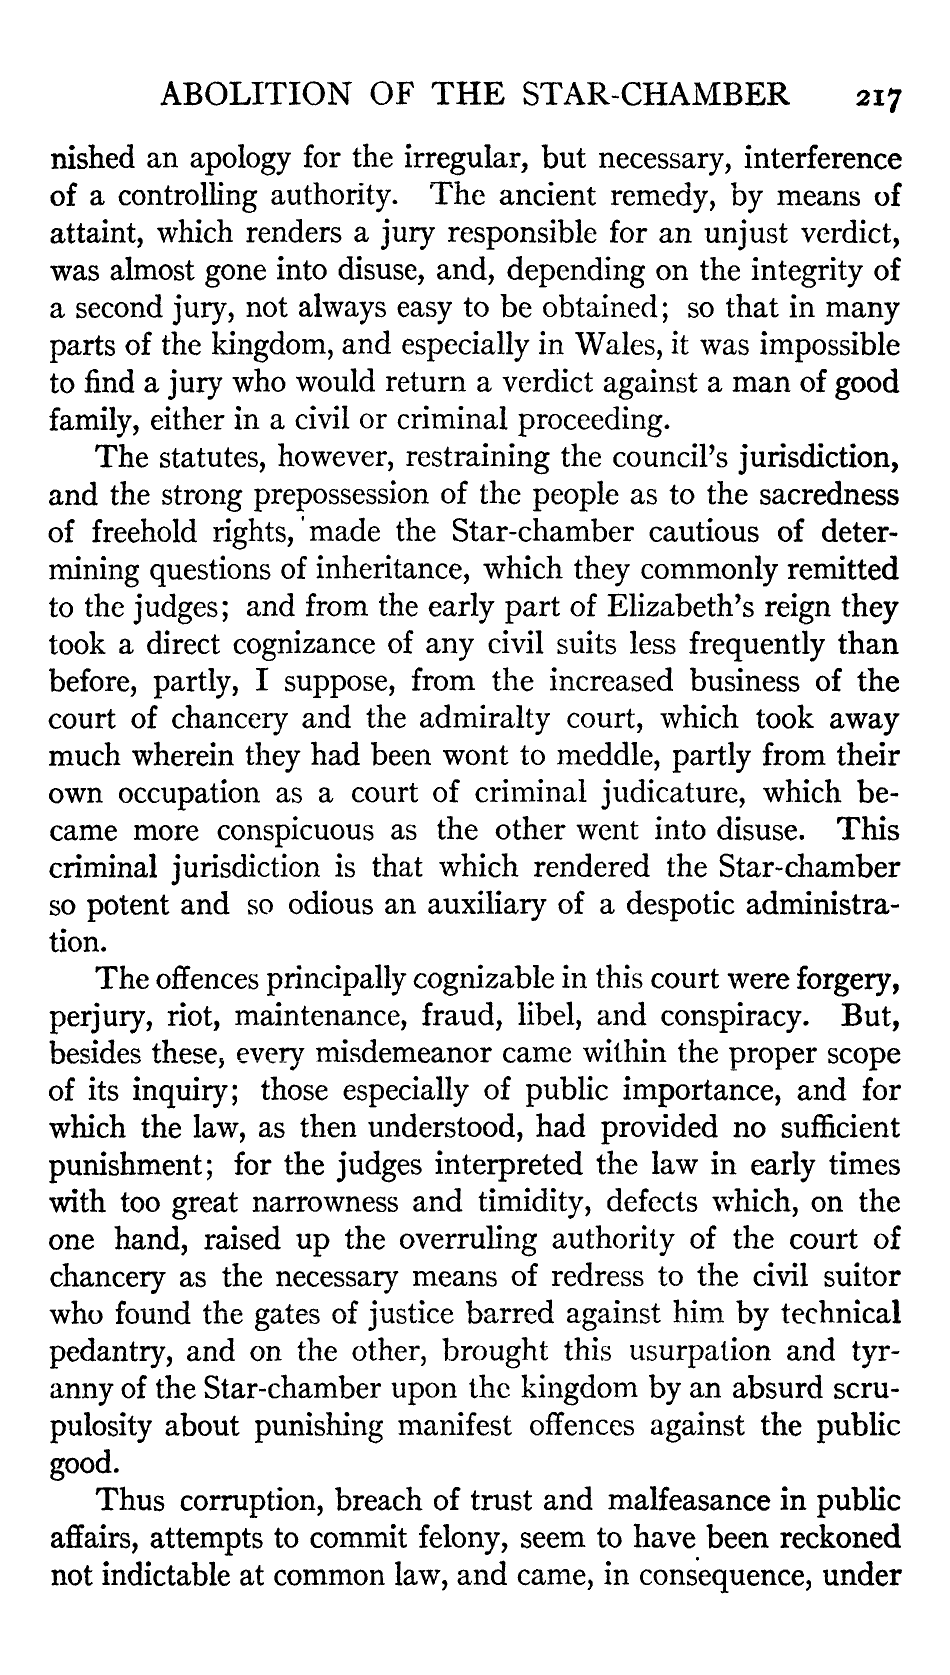 ABOLITION OF THE STAR-CHAMBER 217
nished an apology for the irregular, but necessary, interference
of a controlling authority. The ancient remedy, by means of
attaint, which renders a jury responsible for an unjust verdict,
was almost gone into disuse, and, depending on the integrity of
a second jury, not always easy to be obtained; so that in many
parts of the kingdom, and especially in Wales, it was impossible
to find a jury who would return a verdict against a man of good
family, either in a civil or criminal proceeding.
The statutes, however, restraining the council's jurisdiction,
and the strong prepossession of the people as to the sacredness
of freehold rights, made the Star-chamber cautious of deter-
mining questions of inheritance, which they commonly remitted
to the judges; and from the early part of Elizabeth's reign they
took a direct cognizance of any civil suits less frequently than
before, partly, I suppose, from the increased business of the
court of chancery and the admiralty court, which took away
much wherein they had been wont to meddle, partly from their
own occupation as a court of criminal judicature, which be-
came more conspicuous as the other went into disuse. This
criminal jurisdiction is that which rendered the Star-chamber
so potent and so odious an auxiliary of a despotic administra-
tion.
The offences principally cognizable in this court were forgery,
perjury, riot, maintenance, fraud, libel, and conspiracy. But,
besides these, every misdemeanor came within the proper scope
of its inquiry; those especially of public importance, and for
which the law, as then understood, had provided no sufficient
punishment; for the judges interpreted the law in early times
with too great narrowness and timidity, defects which, on the
one hand, raised up the overruling authority of the court of
chancery as the necessary means of redress to the civil suitor
who found the gates of justice barred against him by technical
pedantry, and on the other, brought this usurpation and tyr-
anny of the Star-chamber upon the kingdom by an absurd scru-
pulosity about punishing manifest offences against the public
good.
Thus corruption, breach of trust and malfeasance in public
affairs, attempts to commit felony, seem to have been reckoned
not indictable at common law, and came, in consequence, under